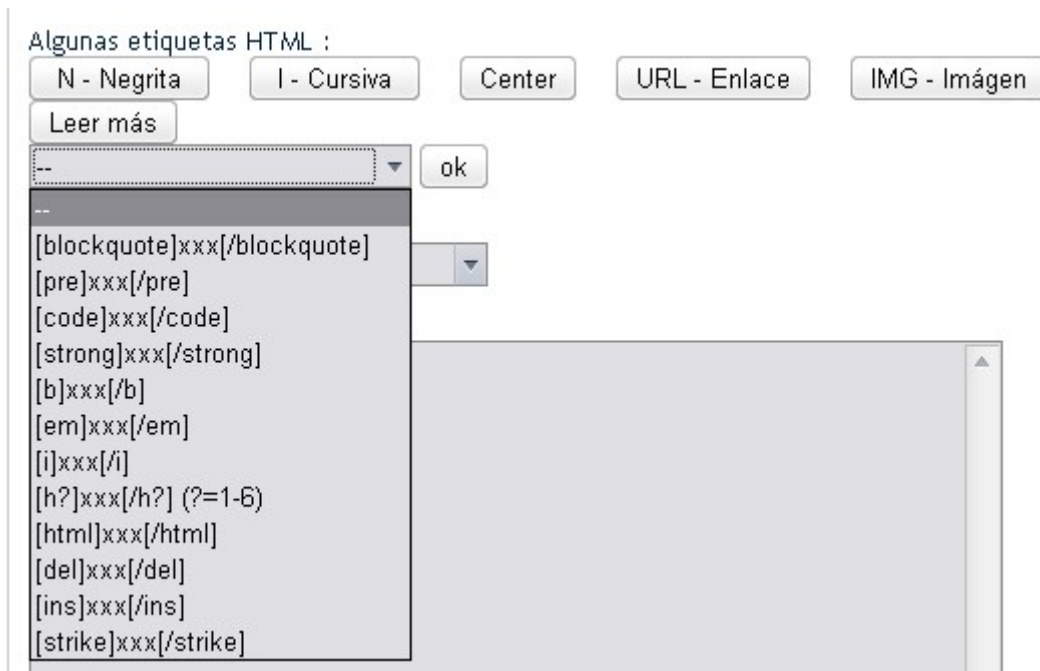 Algunas etiquetas HTML :
N - Negrita I - Cursiva Center URL - Enlace IMG - Imágen
Leer más
-- ok
--
[blockquote]xxx[/blockquote]
[pre]xxx[/pre]
[code]xxx[/code]
[strong]xxx[/strong]
[b]xxx[/b]
[em]xxx[/em]
[i]xxx[/i]
[h?]xxx[/h?] (?=1-6)
[html]xxx[/html]
[del]xxx[/del]
[ins]xxx[/ins]
[strike]xxx[/strike]